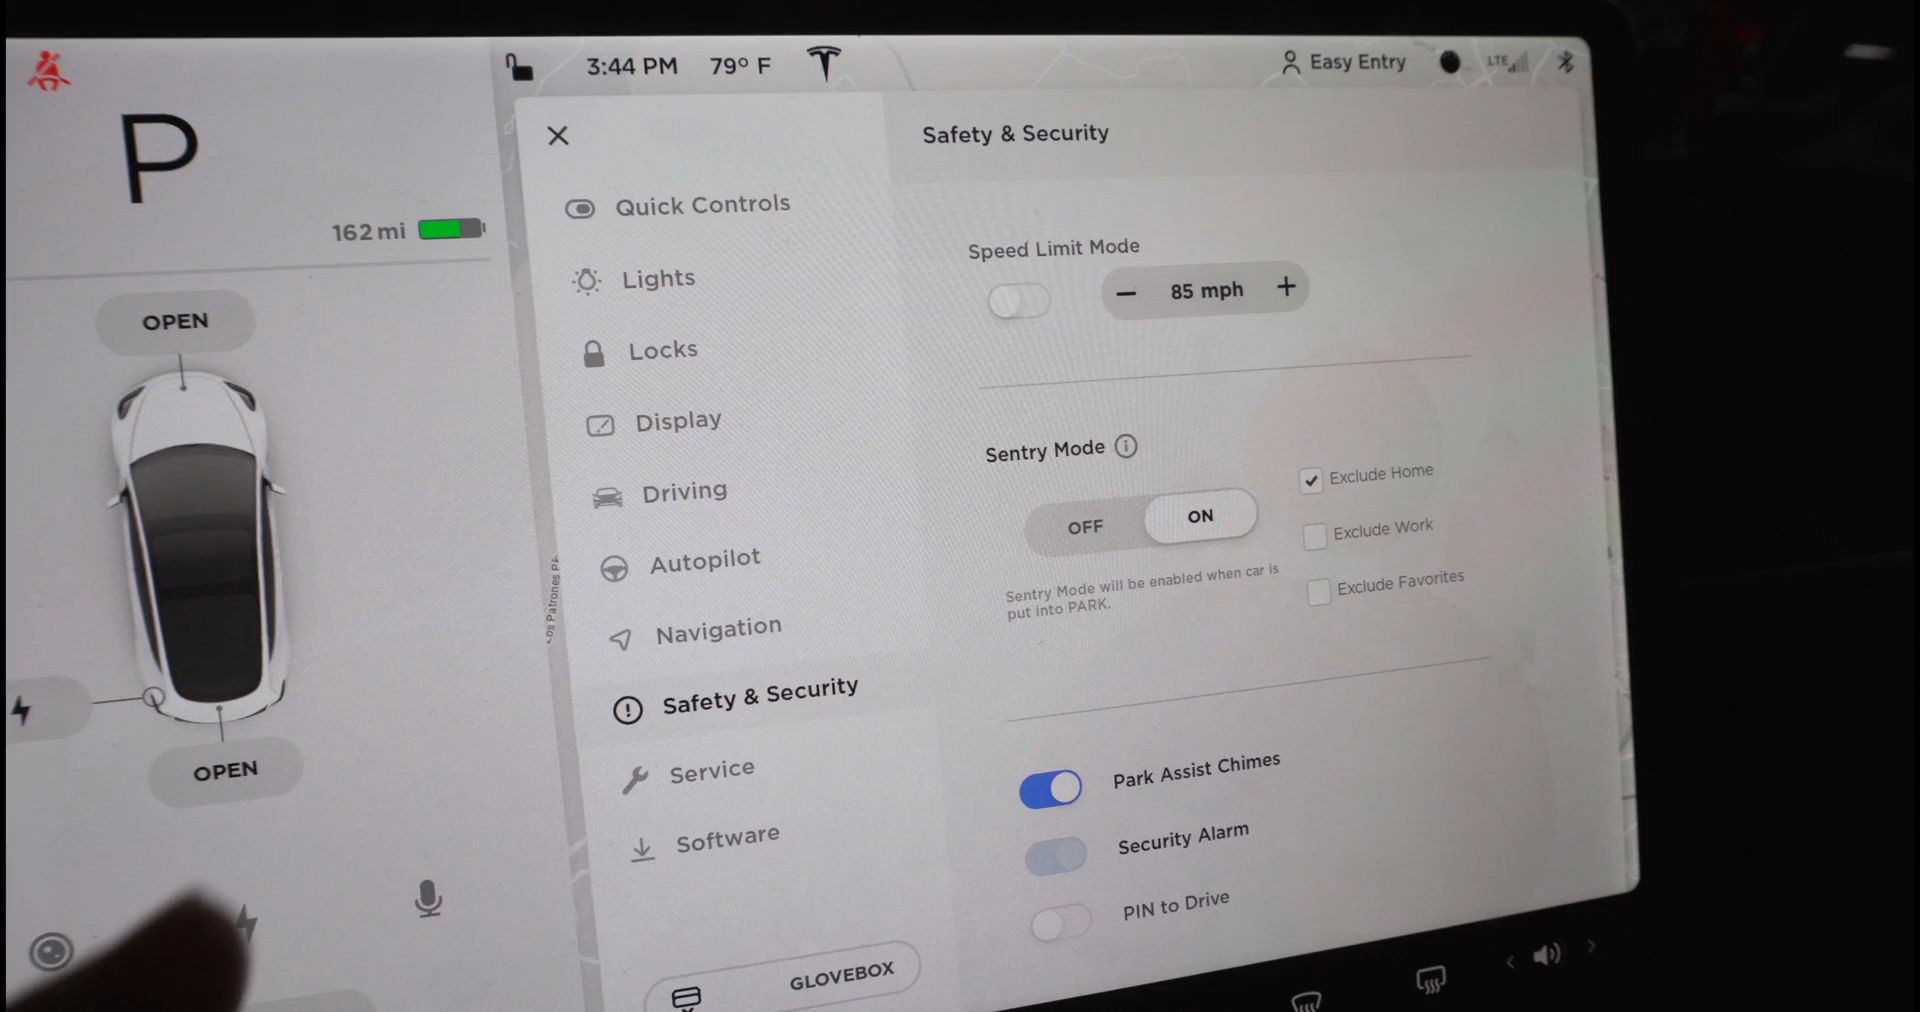 3:44 PM 79° F
Easy Entry
LTE
P
162 mi
OPEN
OPEN
Quick Controls
Lights
Locks
Display
Driving
Autopilot
Navigation
Safety & Security
Service
Software
GLOVEBOX
Safety & Security
Speed Limit Mode
85 mph
Sentry Mode
OFF ON
Exclude Home
Exclude Work
Exclude Favorites
Sentry Mode will be enabled when car is
put into PARK.
Park Assist Chimes
Security Alarm
PIN to Drive
Los Patrones